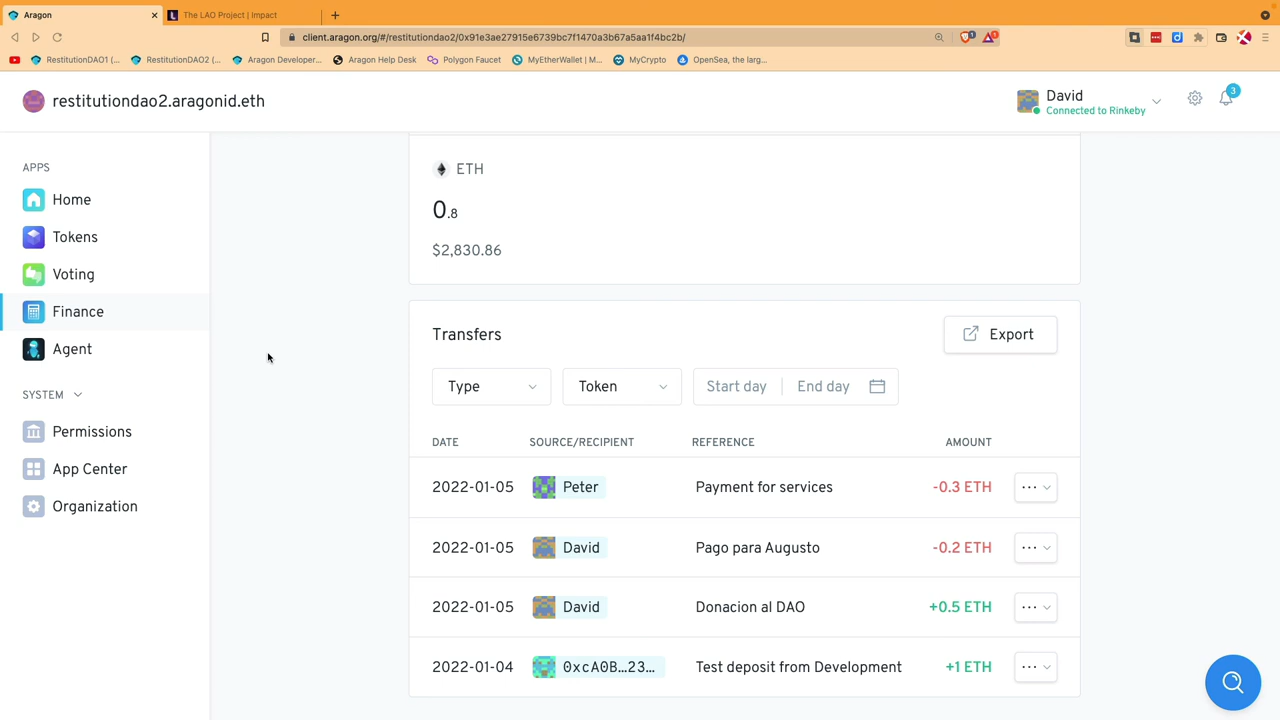 Aragon
The LAO Project | Impact
client.aragon.org/#/restitutiondao2/0x91e3ae27915e6739bc7f1470a3b67a5aa1f4bc2b/
RestitutionDAO1 (...
RestitutionDAO2 (...
Aragon Developer...
Aragon Help Desk
Polygon Faucet
MyEtherWallet | M...
MyCrypto
OpenSea, the larg...
restitutiondao2.aragonid.eth
David
Connected to Rinkeby
3
APPS
Home
Tokens
Voting
Finance
Agent
SYSTEM
Permissions
App Center
Organization
ETH
0.8
$2,830.86
Transfers
Export
Type
Token
Start day
End day
DATE SOURCE/RECIPIENT REFERENCE AMOUNT
2022-01-05 Peter Payment for services -0.3 ETH
2022-01-05 David Pago para Augusto -0.2 ETH
2022-01-05 David Donacion al DAO +0.5 ETH
2022-01-04 0xcA0B…23… Test deposit from Development +1 ETH